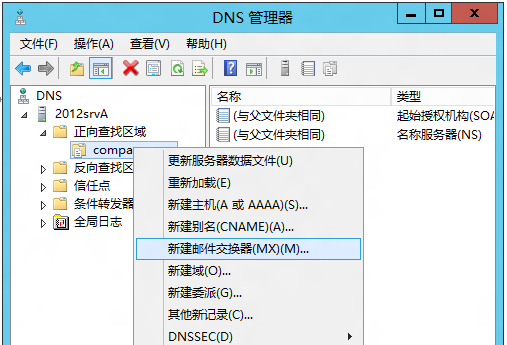 DNS 管理器
文件(F) 操作(A) 查看(V) 帮助(H)
DNS
2012srvA
正向查找区域
compa
反向查找区
信任点
条件转发器
全局日志
名称 类型
(与父文件夹相同) 起始授权机构(SOA
(与父文件夹相同) 名称服务器(NS)
更新服务器数据文件(U)
重新加载(E)
新建主机(A 或 AAAA)(S)...
新建别名(CNAME)(A)...
新建邮件交换器(MX)(M)...
新建域(O)...
新建委派(G)...
其他新记录(C)...
DNSSEC(D)